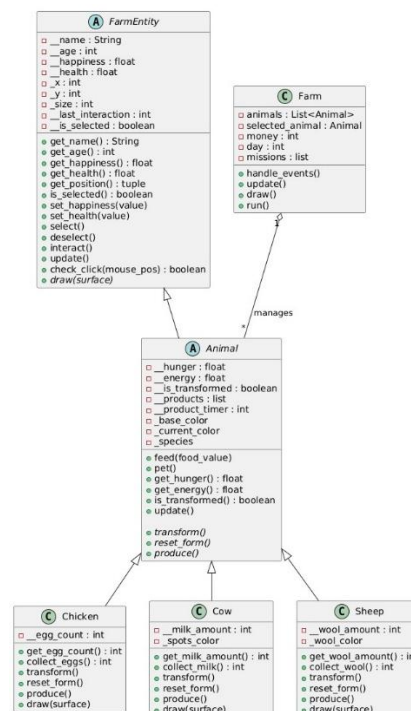 A FarmEntity
__name : String
__age : int
__happiness : float
__health : float
_x : int
_y : int
_size : int
__last_interaction : int
__is_selected : boolean
get_name() : String
get_age() : int
get_happiness() : float
get_health() : float
get_position() : tuple
is_selected() : boolean
set_happiness(value)
set_health(value)
select()
deselect()
interact()
update()
check_click(mouse_pos) : boolean
draw(surface)
C Farm
animals : List<Animal>
selected_animal : Animal
money : int
day : int
missions : list
handle_events()
update()
draw()
run()
1
manages
*
A Animal
__hunger : float
__energy : float
__is_transformed : boolean
__products : list
__product_timer : int
_base_color
_current_color
_species
feed(food_value)
pet()
get_hunger() : float
get_energy() : float
is_transformed() : boolean
update()
transform()
reset_form()
produce()
C Chicken
__egg_count : int
get_egg_count() : int
collect_eggs() : int
transform()
reset_form()
produce()
draw(surface)
C Cow
__milk_amount : int
_spots_color
get_milk_amount() : int
collect_milk() : int
transform()
reset_form()
produce()
draw(surface)
C Sheep
__wool_amount : int
_wool_color
get_wool_amount() : int
collect_wool() : int
transform()
reset_form()
produce()
draw(surface)